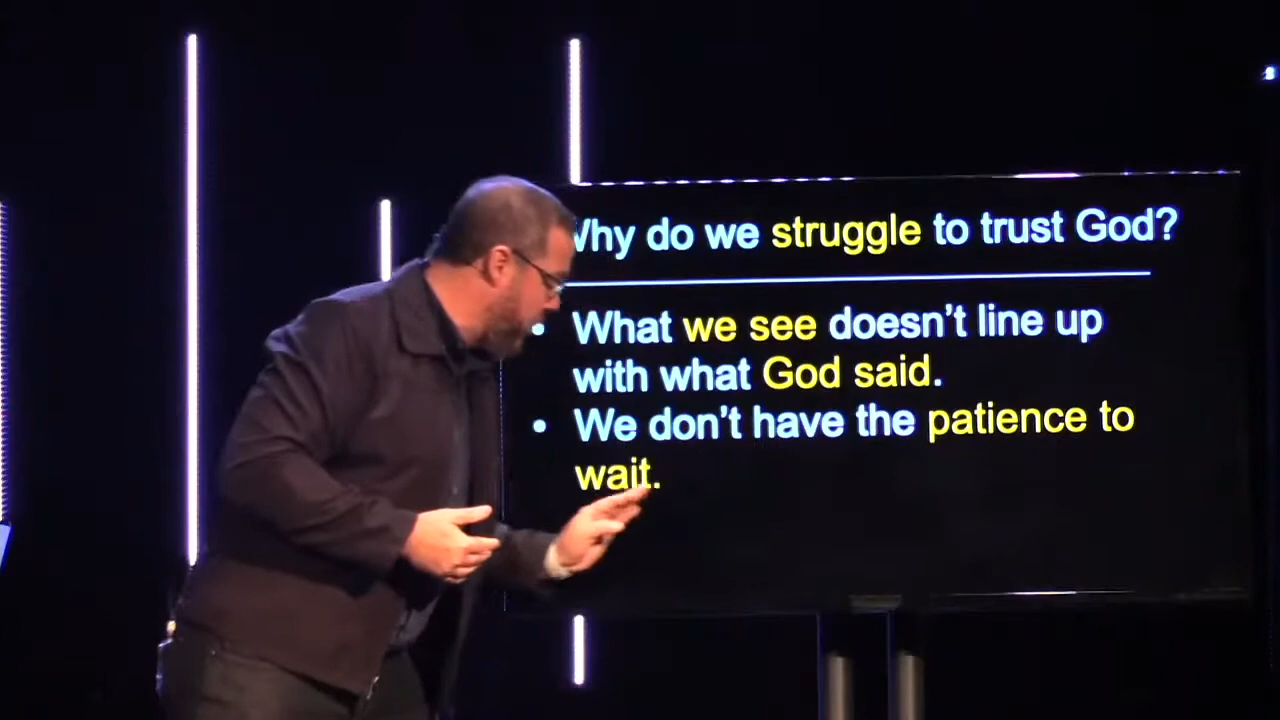 Why do we struggle to trust God?
• What we see doesn't line up
with what God said.
• We don't have the patience to
wait.